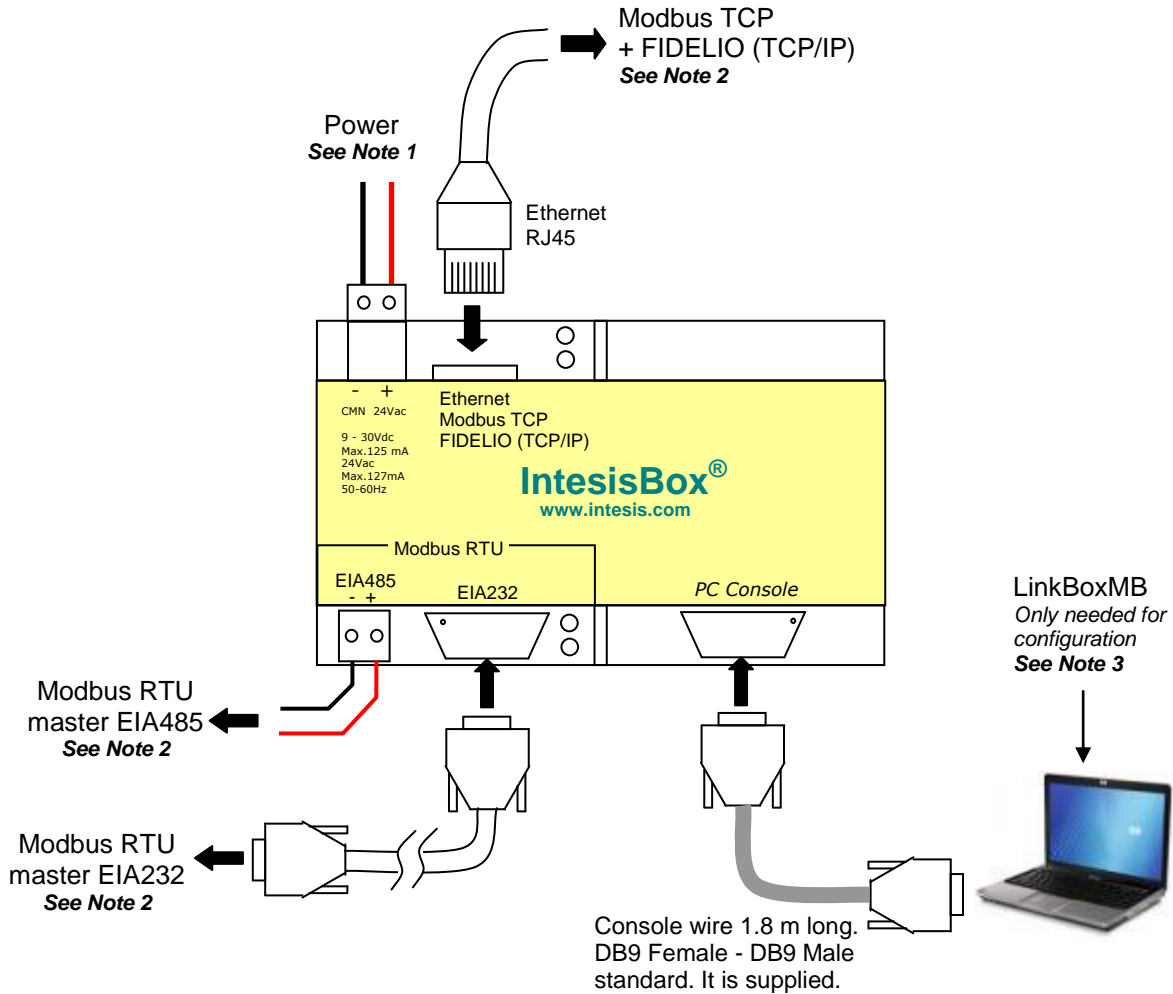 Modbus TCP
+ FIDELIO (TCP/IP)
See Note 2
Power
See Note 1
Ethernet
RJ45
- +
CMN 24Vac
9 - 30Vdc
Max.125 mA
24Vac
Max.127mA
50-60Hz
Ethernet
Modbus TCP
FIDELIO (TCP/IP)
IntesisBox®
www.intesis.com
Modbus RTU
EIA485
- +
EIA232
PC Console
LinkBoxMB
Only needed for
configuration
See Note 3
Modbus RTU
master EIA485
See Note 2
Modbus RTU
master EIA232
See Note 2
Console wire 1.8 m long.
DB9 Female - DB9 Male
standard. It is supplied.